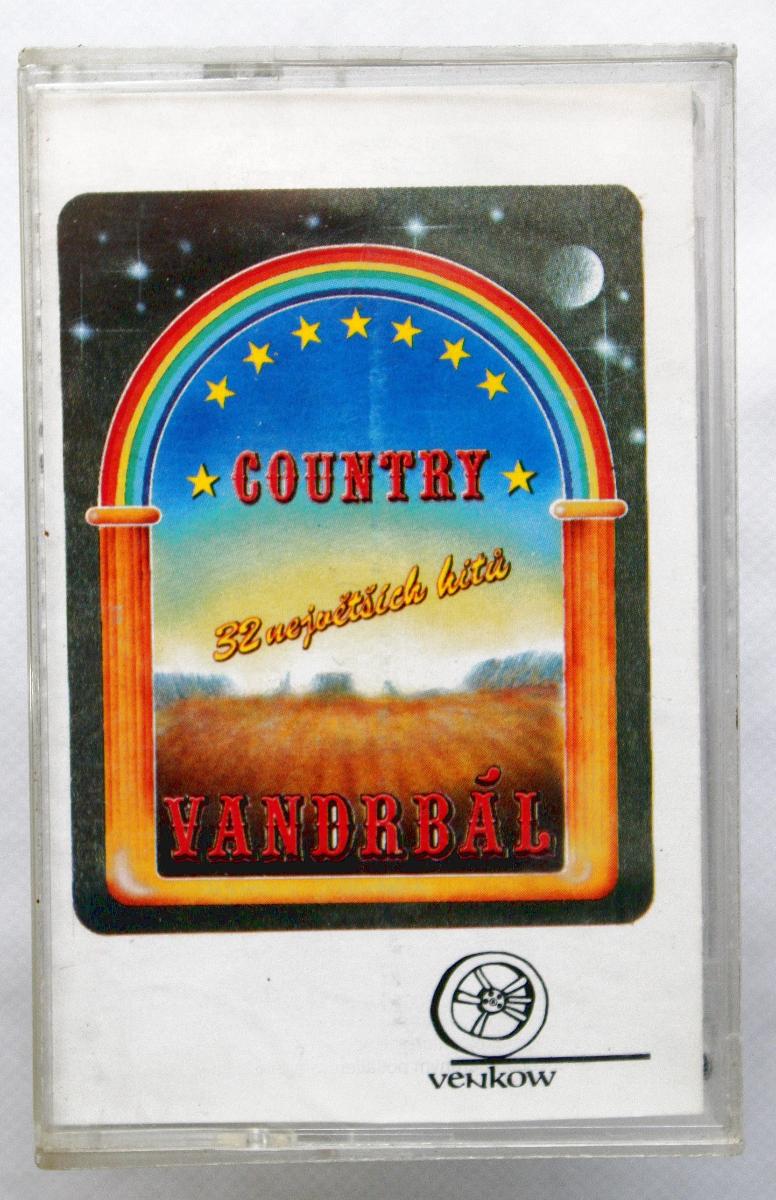 COUNTRY
32 největších hitů
VANDRBÁL
VENKOW